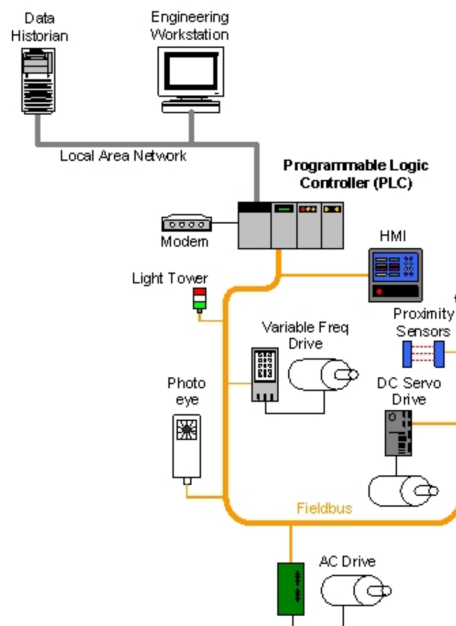 Data
Historian
Engineering
Workstation
Local Area Network
Programmable Logic
Controller (PLC)
Modem
HMI
Light Tower
Proximity
Sensors
Variable Freq
Drive
DC Servo
Drive
Photo
eye
Fieldbus
AC Drive